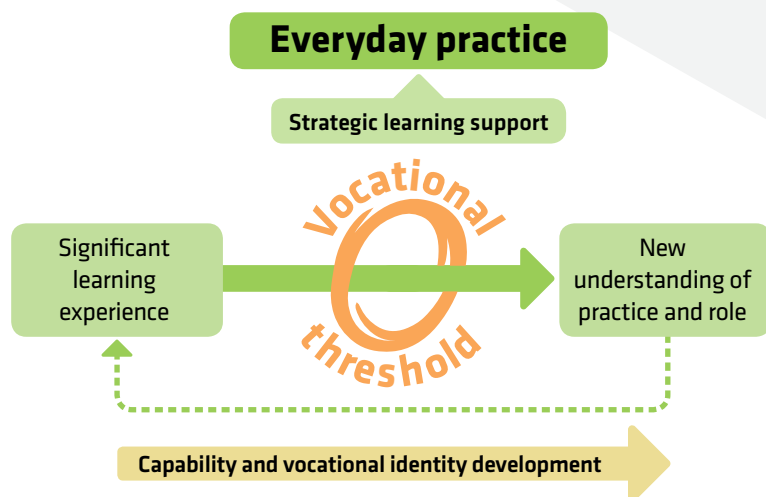 Everyday practice
Strategic learning support
Vocational
threshold
Significant
learning
experience
New
understanding of
practice and role
Capability and vocational identity development